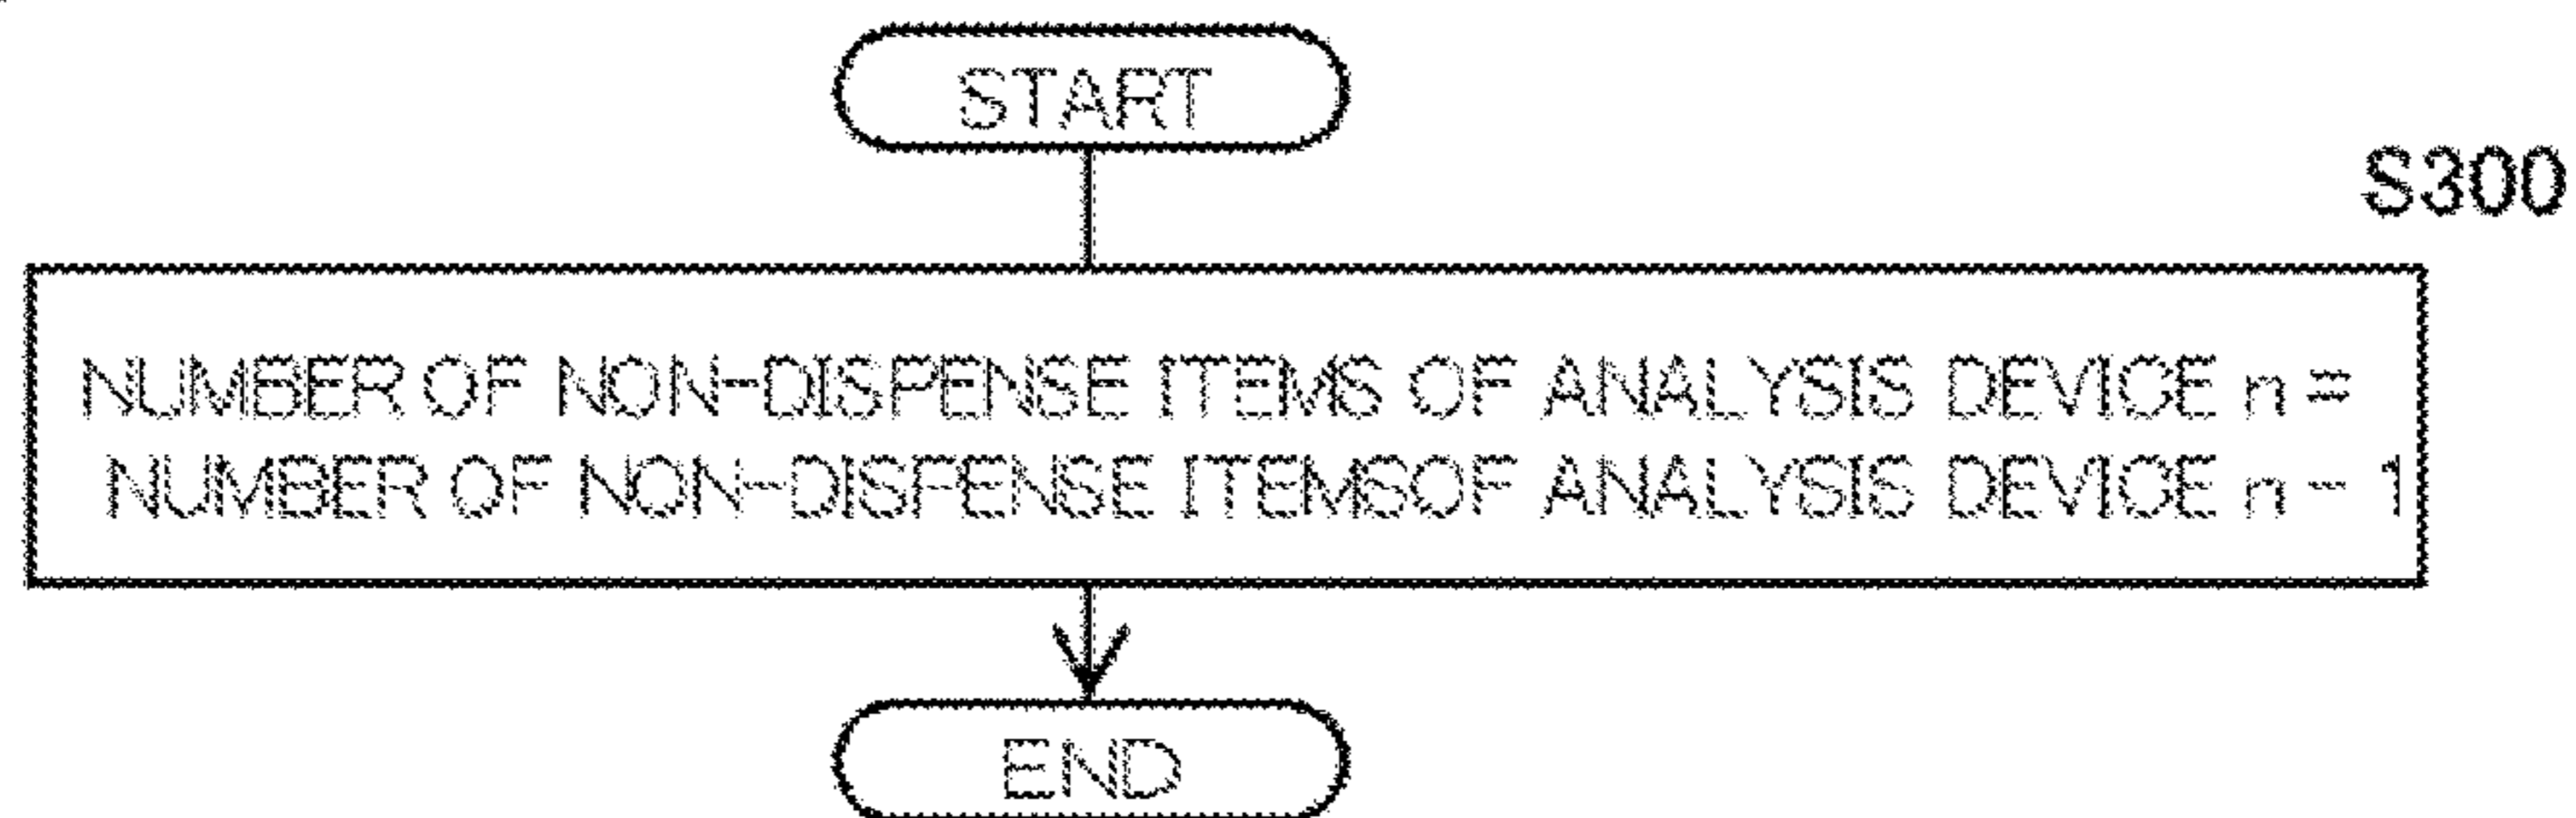 START
S300
NUMBER OF NON-DISPENSE ITEMS OF ANALYSIS DEVICE n =
NUMBER OF NON-DISPENSE ITEMSOF ANALYSIS DEVICE n - 1
END